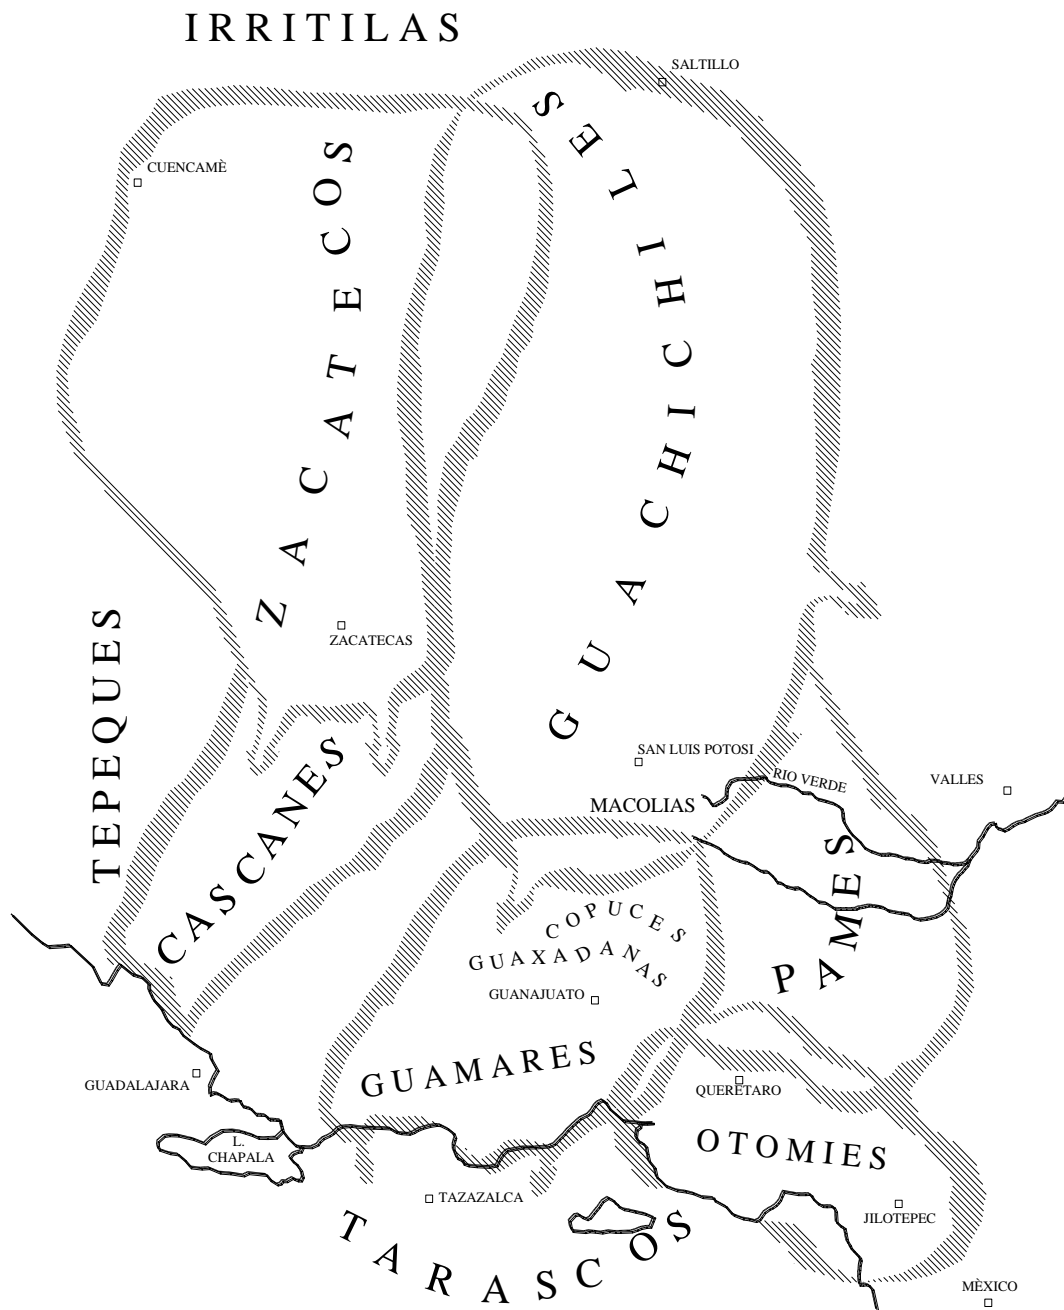 IRRITILAS
SALTILLO
CUENCAMÈ
ZACATECOS
GUACHICHILES
ZACATECAS
TEPEQUES
CASCANES
SAN LUIS POTOSI
RIO VERDE
VALLES
MACOLIAS
PAMES
COPUCES
GUAXADANAS
GUANAJUATO
GUAMARES
GUADALAJARA
QUERETARO
L.
CHAPALA
OTOMIES
TAZAZALCA
JILOTEPEC
TARASCOS
MÈXICO